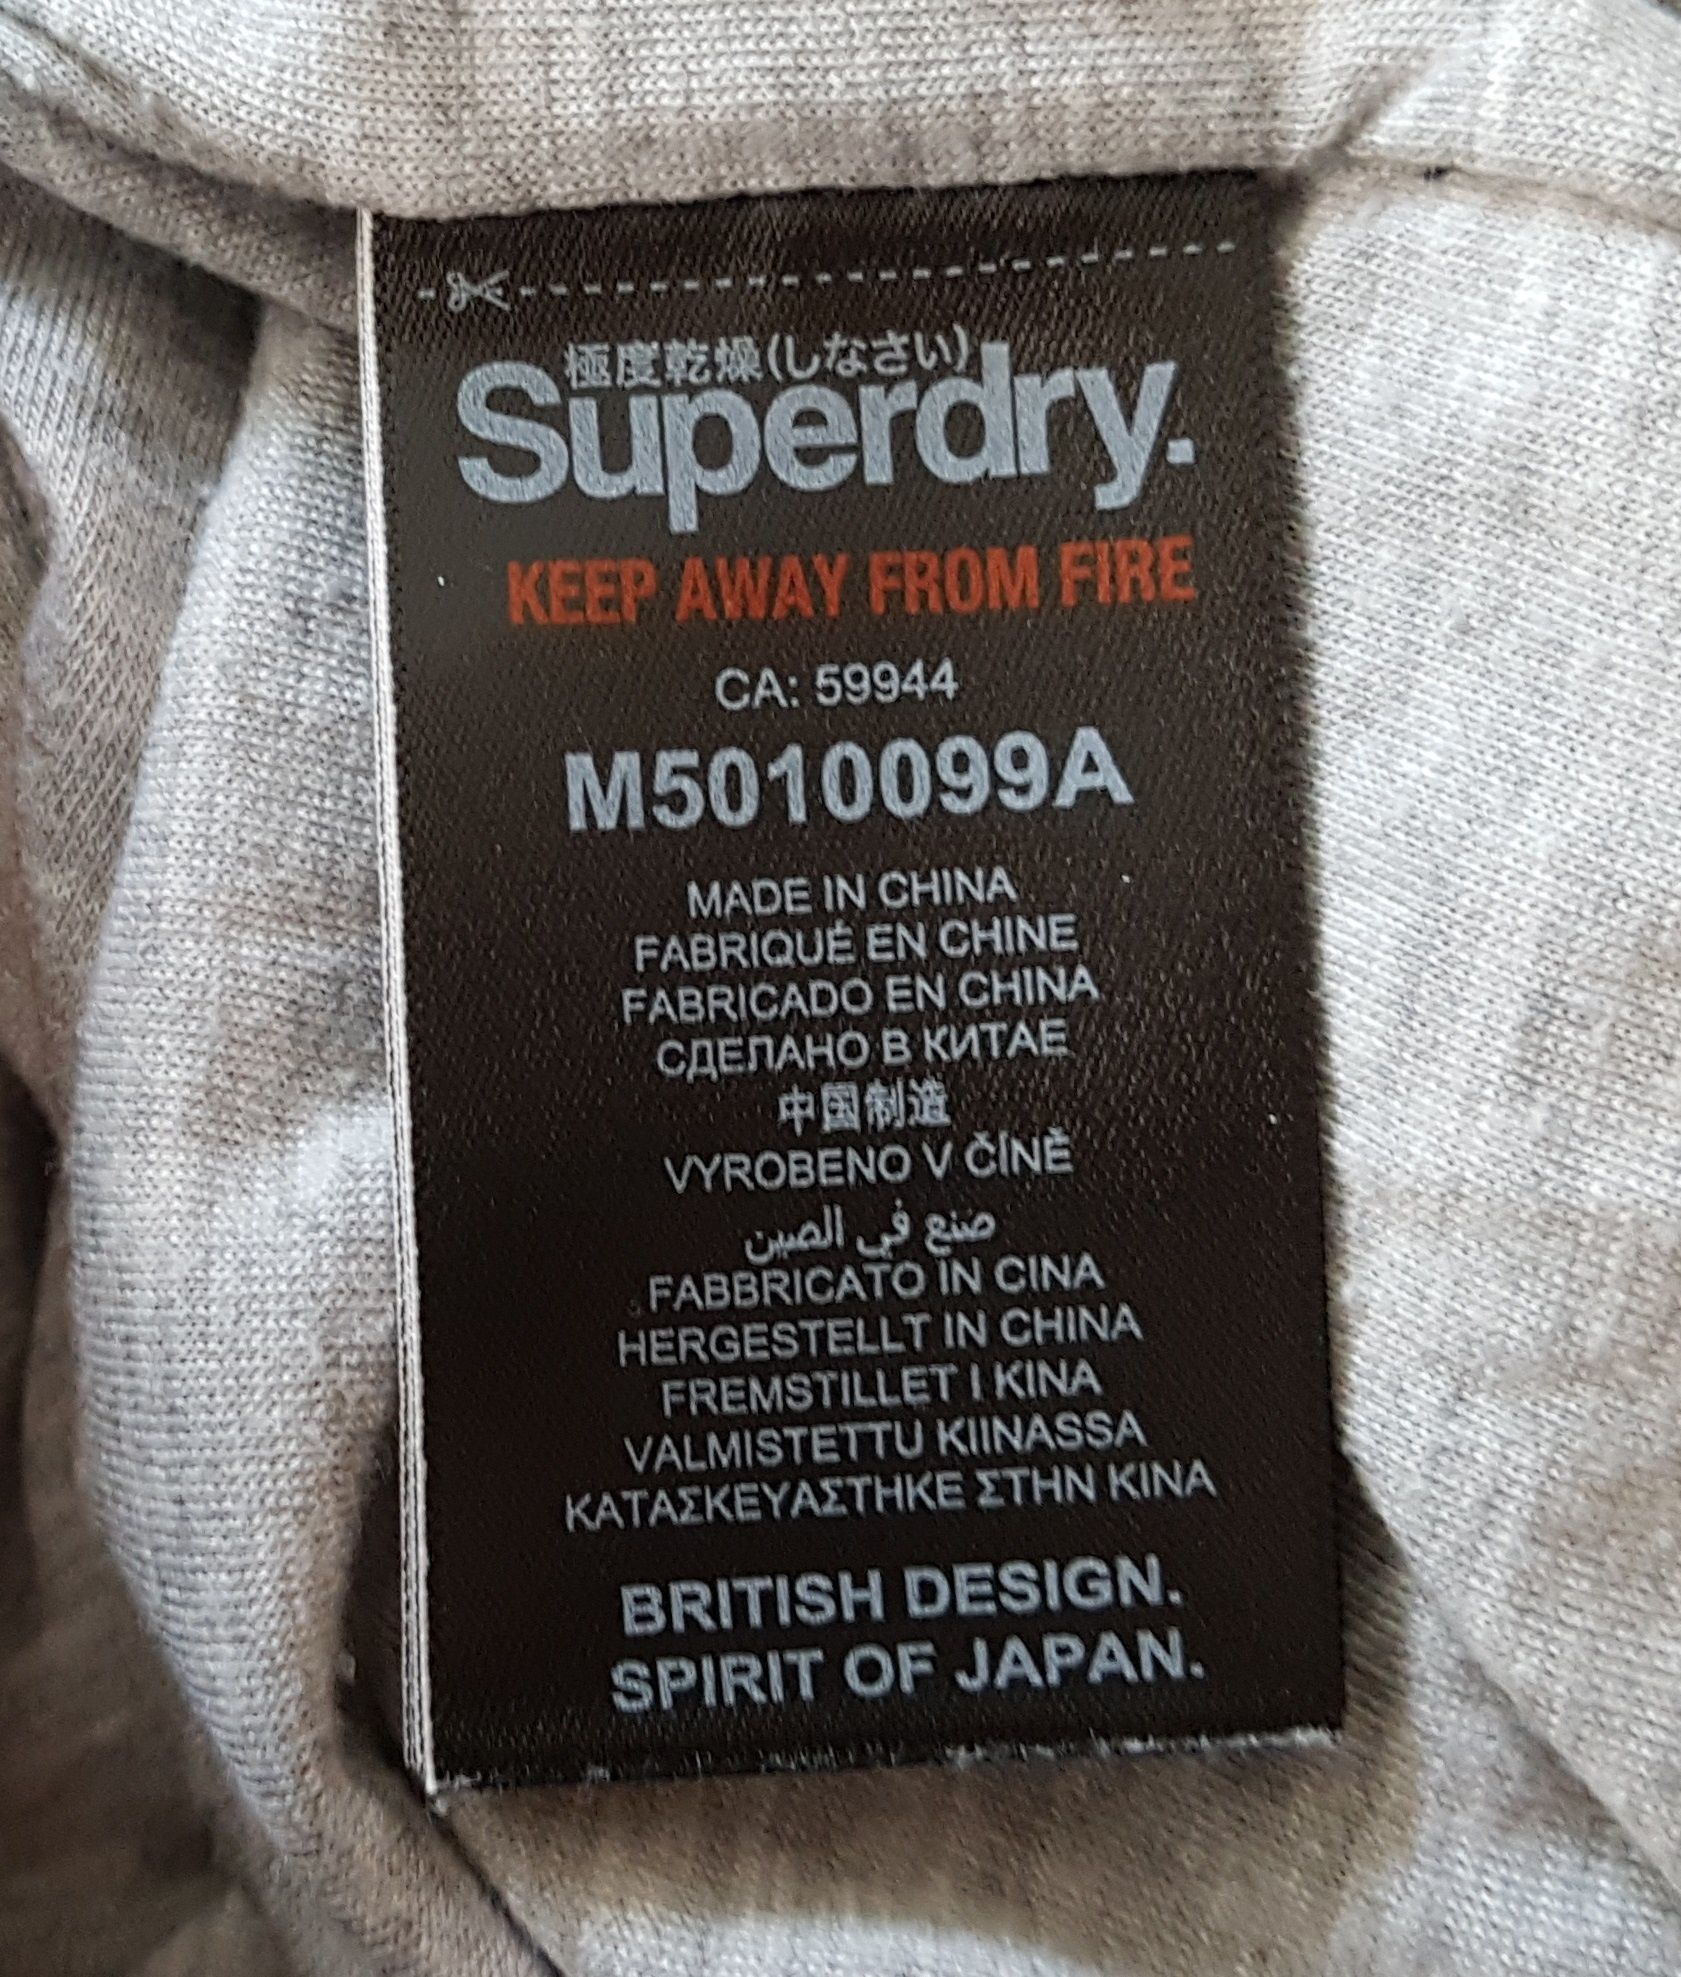 極度乾燥(しなさい)
Superdry.
KEEP AWAY FROM FIRE
CA: 59944
M5010099A
MADE IN CHINA
FABRIQUÉ EN CHINE
FABRICADO EN CHINA
СДЕЛАНО В КИТАЕ
中国制造
VYROBENO V ČÍNĚ
صنع في الصين
FABBRICATO IN CINA
HERGESTELLT IN CHINA
FREMSTILLET I KINA
VALMISTETTU KIINASSA
ΚΑΤΑΣΚΕΥΑΣΤΗΚΕ ΣΤΗΝ ΚΙΝΑ
BRITISH DESIGN.
SPIRIT OF JAPAN.